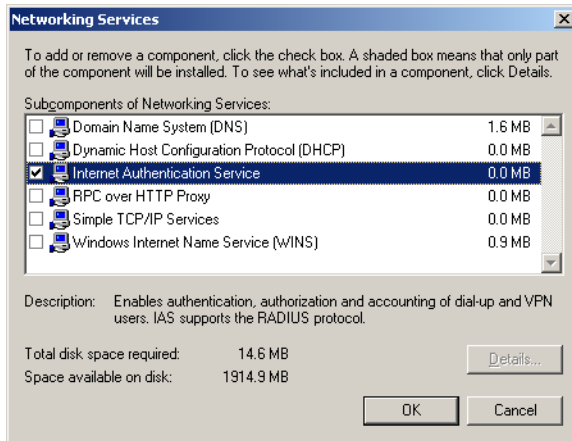 Networking Services
To add or remove a component, click the check box. A shaded box means that only part
of the component will be installed. To see what's included in a component, click Details.
Subcomponents of Networking Services:
Domain Name System (DNS) 1.6 MB
Dynamic Host Configuration Protocol (DHCP) 0.0 MB
Internet Authentication Service 0.0 MB
RPC over HTTP Proxy 0.0 MB
Simple TCP/IP Services 0.0 MB
Windows Internet Name Service (WINS) 0.9 MB
Description: Enables authentication, authorization and accounting of dial-up and VPN
users. IAS supports the RADIUS protocol.
Total disk space required: 14.6 MB
Details...
Space available on disk: 1914.9 MB
OK Cancel